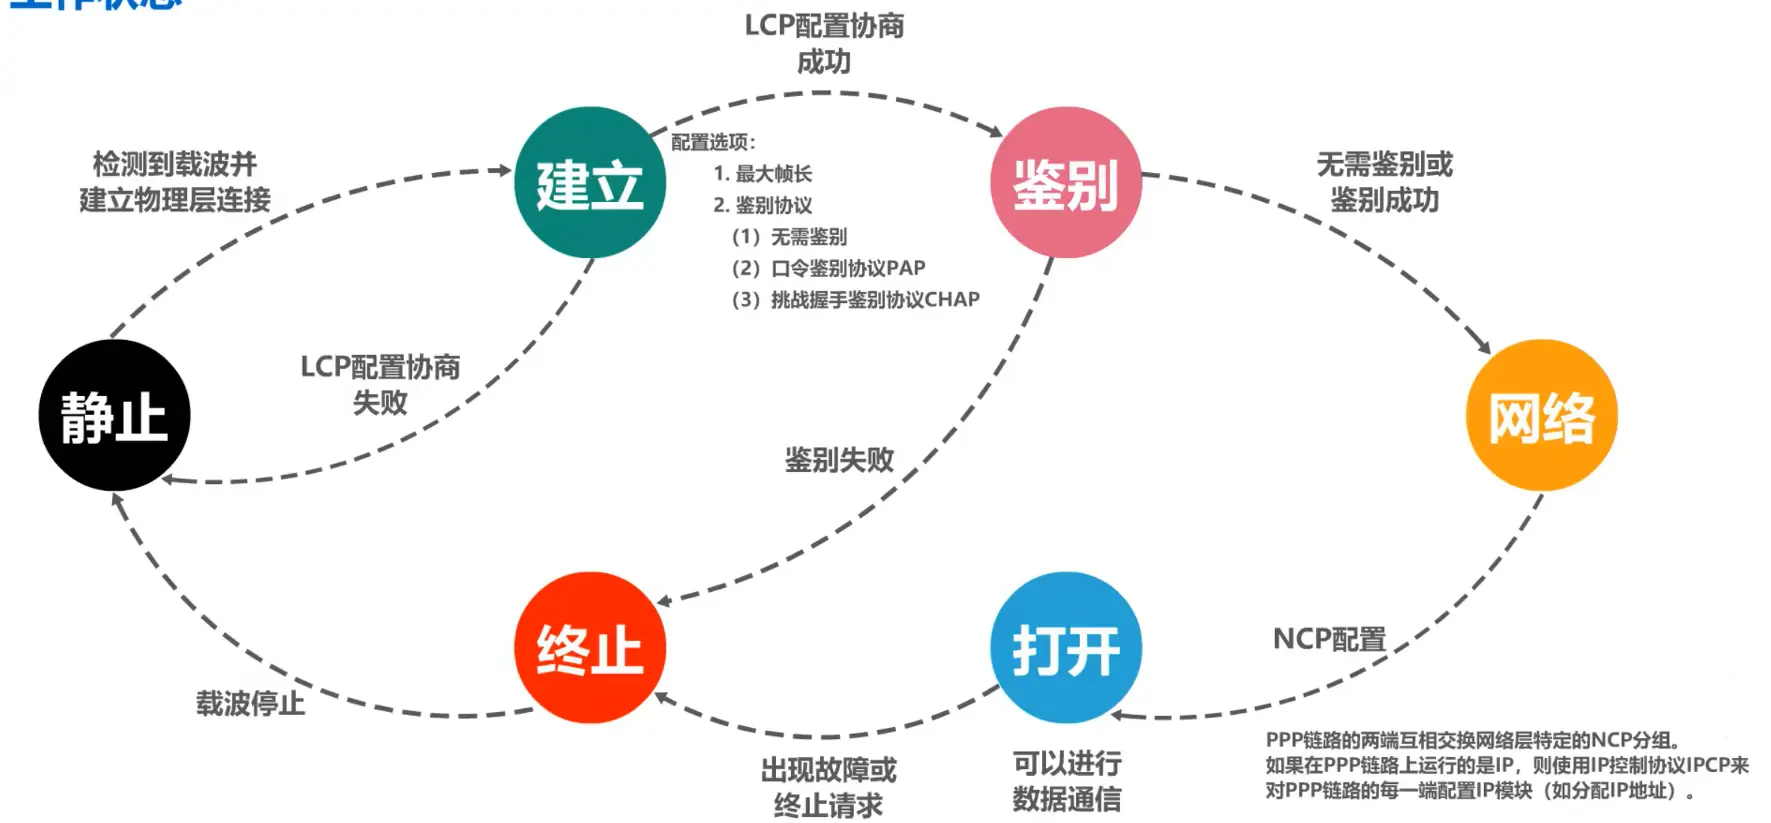 工作状态
LCP配置协商
成功
检测到载波并
建立物理层连接
建立
配置选项：
1. 最大帧长
2. 鉴别协议
（1）无需鉴别
（2）口令鉴别协议PAP
（3）挑战握手鉴别协议CHAP
鉴别
无需鉴别或
鉴别成功
静止
LCP配置协商
失败
鉴别失败
网络
终止
打开
NCP配置
载波停止
出现故障或
终止请求
可以进行
数据通信
PPP链路的两端互相交换网络层特定的NCP分组。
如果在PPP链路上运行的是IP，则使用IP控制协议IPCP来
对PPP链路的每一端配置IP模块（如分配IP地址）。